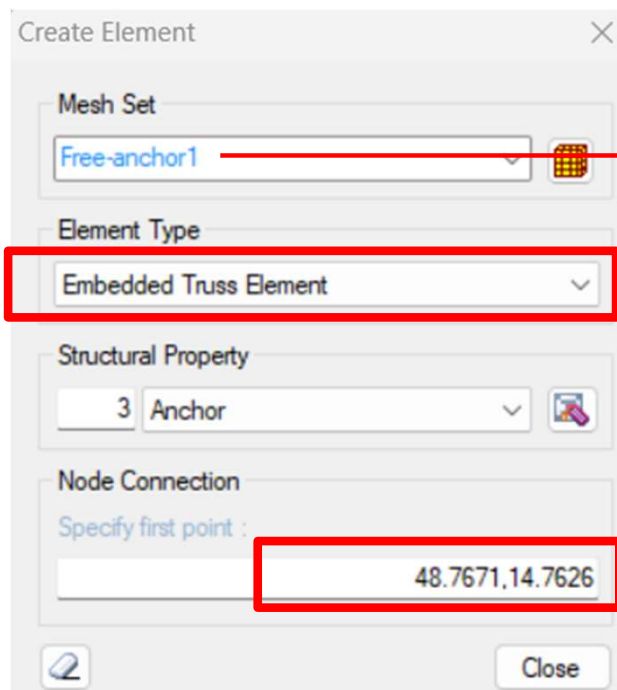 Create Element
Mesh Set
Free-anchor1
Element Type
Embedded Truss Element
Structural Property
3 Anchor
Node Connection
Specify first point :
48.7671,14.7626
Close